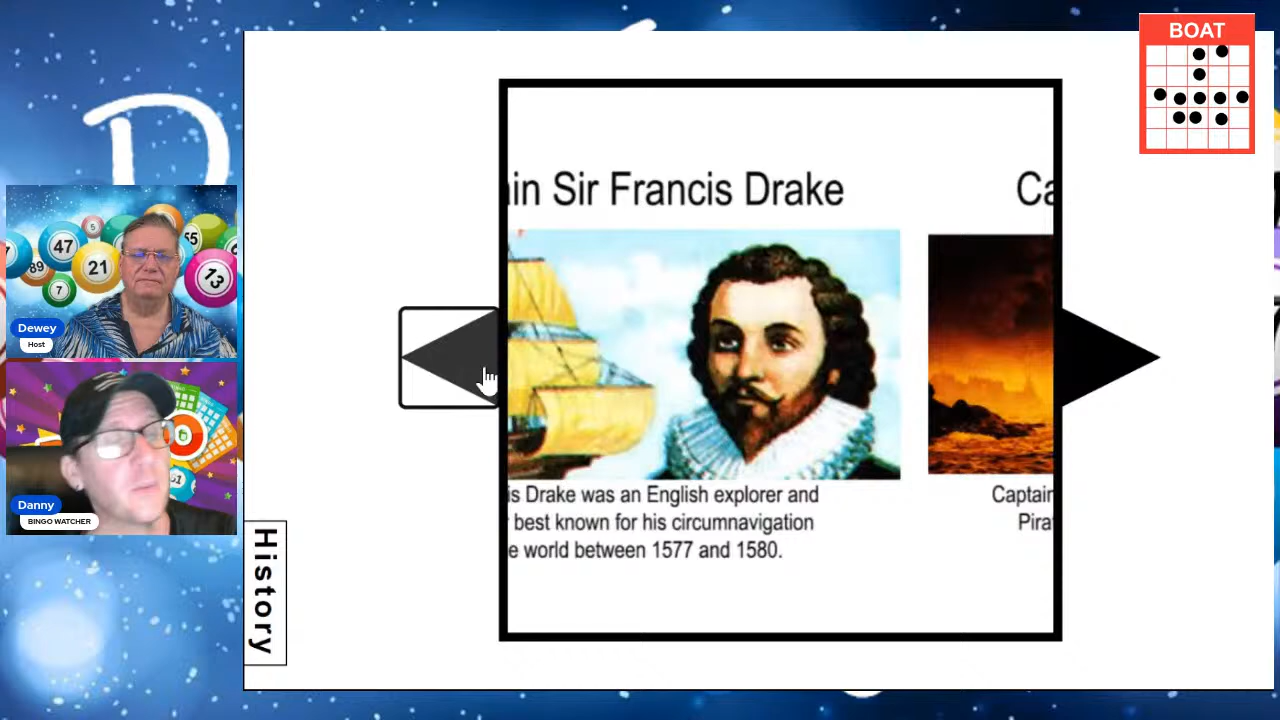 BOAT
D
in Sir Francis Drake
Ca
is Drake was an English explorer and
best known for his circumnavigation
e world between 1577 and 1580.
Captain
Pira
47
5
55
89
21
7
13
Dewey
Host
Danny
BINGO WATCHER
History